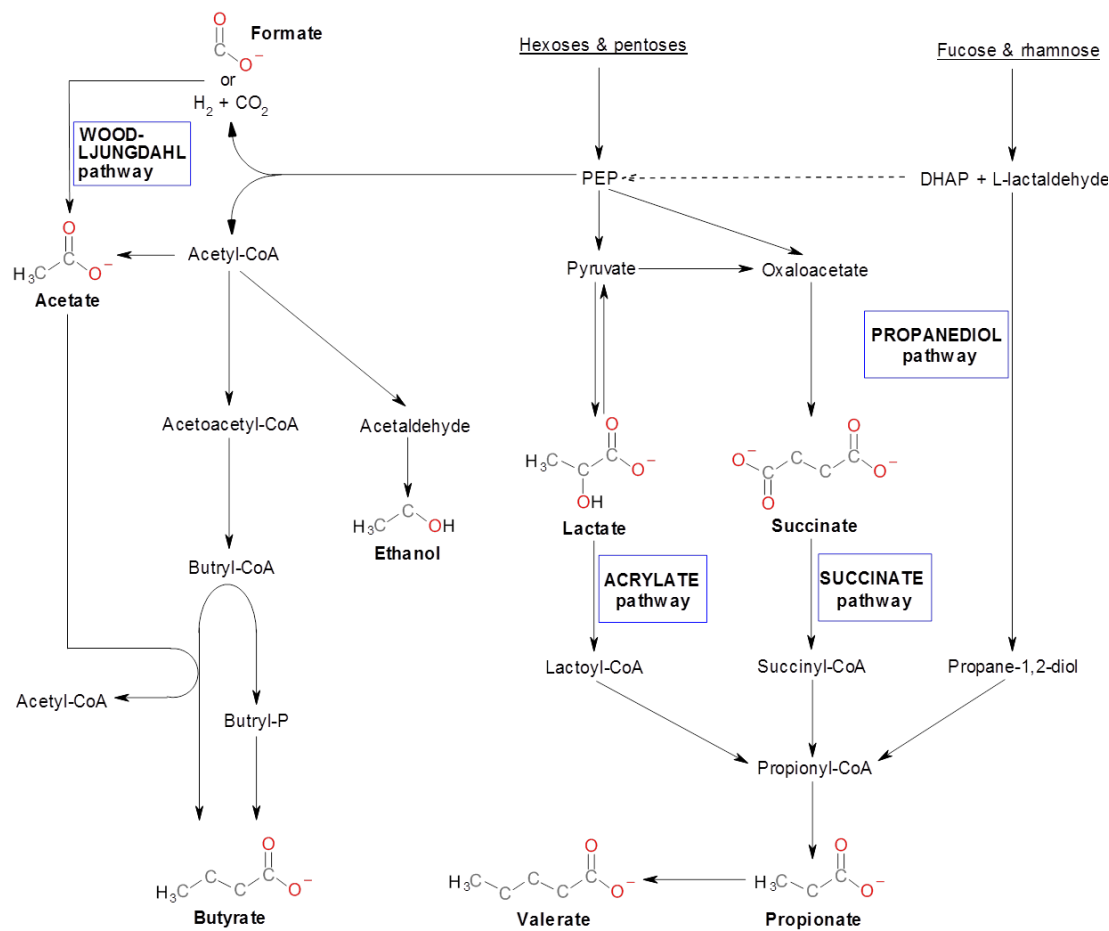 Formate
O
C
O−
or
H2 + CO2
Hexoses & pentoses
Fucose & rhamnose
WOOD-
LJUNGDAHL
pathway
PEP
DHAP + L-lactaldehyde
O
C
H3C
O−
Acetate
Acetyl-CoA
Pyruvate
Oxaloacetate
PROPANEDIOL
pathway
Acetoacetyl-CoA
Acetaldehyde
O
H3C
C
C
O−
OH
Lactate
O
O−
C
C
C
C
O−
O
Succinate
C
H3C
OH
Ethanol
Butryl-CoA
ACRYLATE
pathway
SUCCINATE
pathway
Lactoyl-CoA
Succinyl-CoA
Propane-1,2-diol
Acetyl-CoA
Butryl-P
Propionyl-CoA
O
C
C
H3C
C
O−
Butyrate
O
C
C
H3C
C
C
O−
Valerate
O
C
H3C
C
O−
Propionate